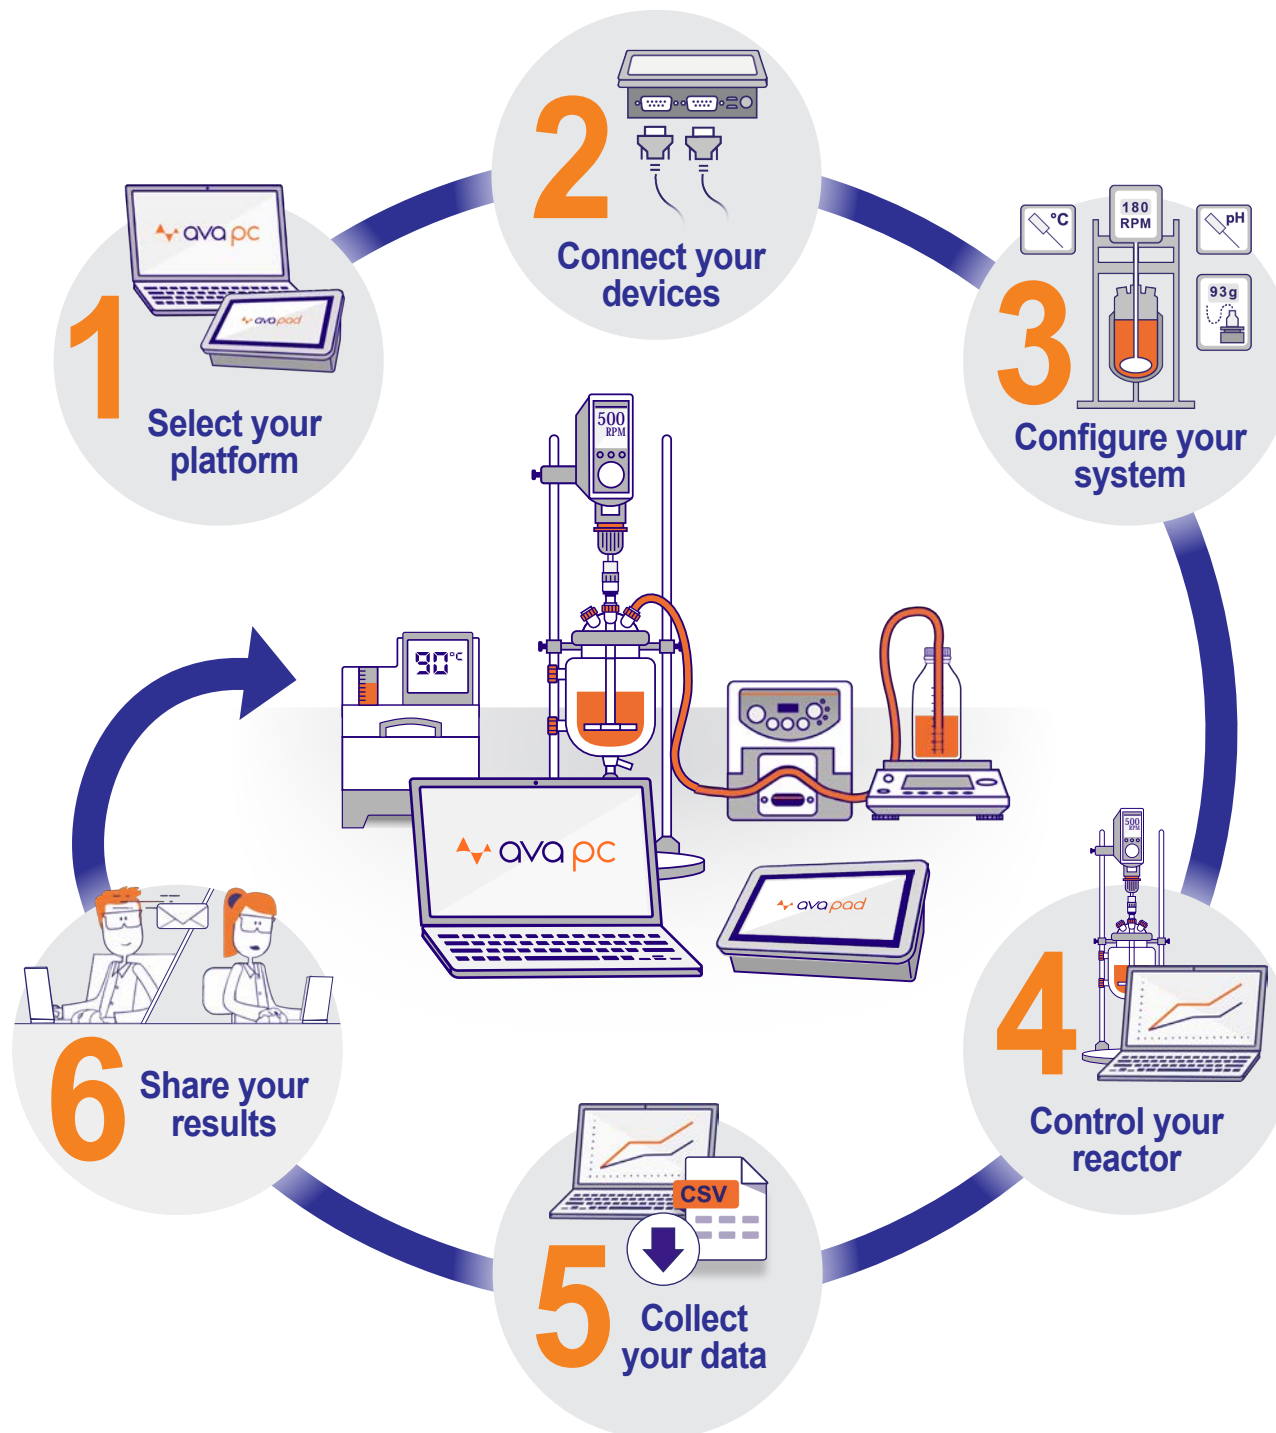 1
ava pc
ava pad
Select your
platform
2
Connect your
devices
3
°C
180
RPM
pH
93g
Configure your
system
500
RPM
90°C
ava pc
ava pad
4
500
RPM
Control your
reactor
5
CSV
Collect
your data
6
Share your
results